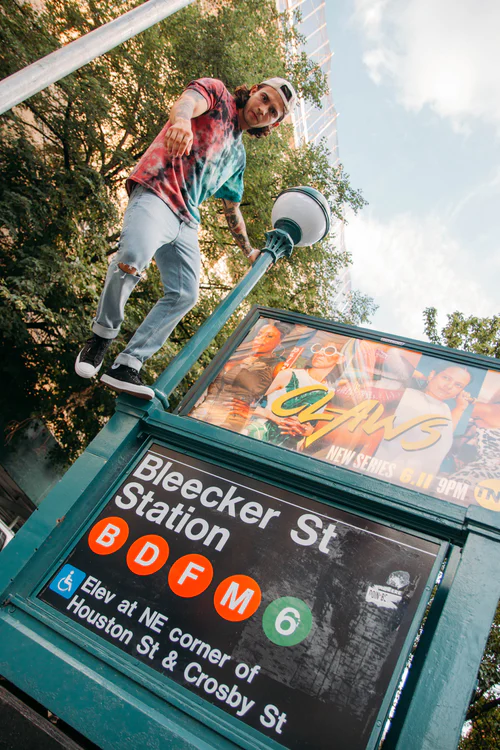 CLAWS
NEW SERIES 6.11 9PM
Bleecker St
Station
B D F M 6
Elev at NE corner of
Houston St & Crosby St